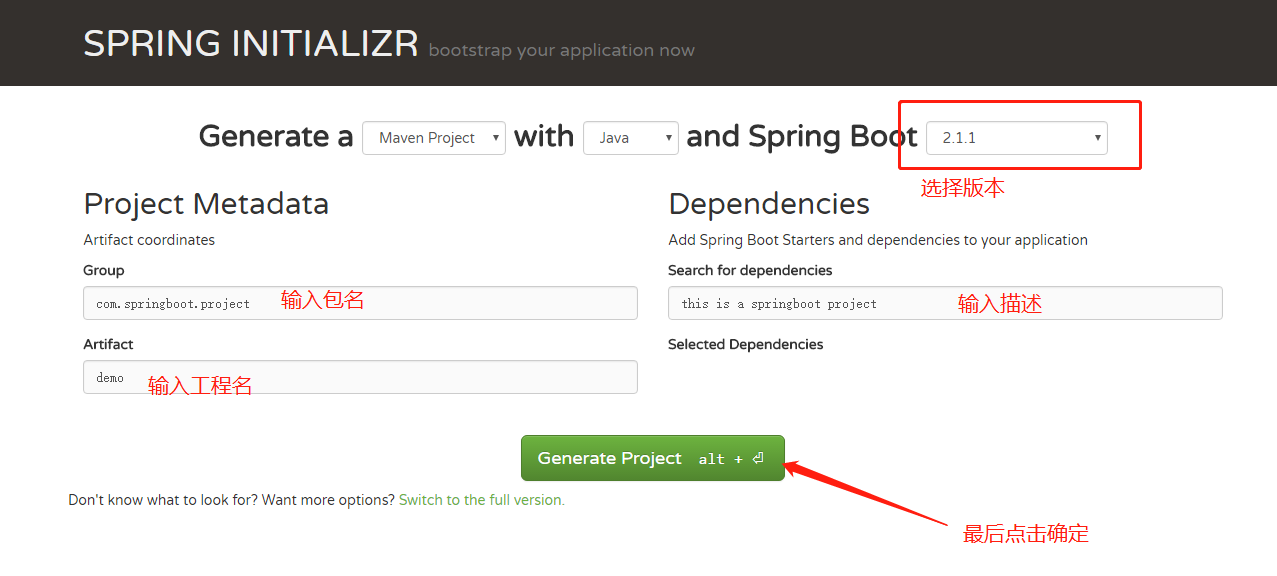 SPRING INITIALIZR bootstrap your application now
Generate a Maven Project with Java and Spring Boot 2.1.1
选择版本
Project Metadata
Artifact coordinates
Group
com.springboot.project 输入包名
Artifact
demo 输入工程名
Dependencies
Add Spring Boot Starters and dependencies to your application
Search for dependencies
this is a springboot project 输入描述
Selected Dependencies
Generate Project alt + ⏎
Don't know what to look for? Want more options? Switch to the full version.
最后点击确定